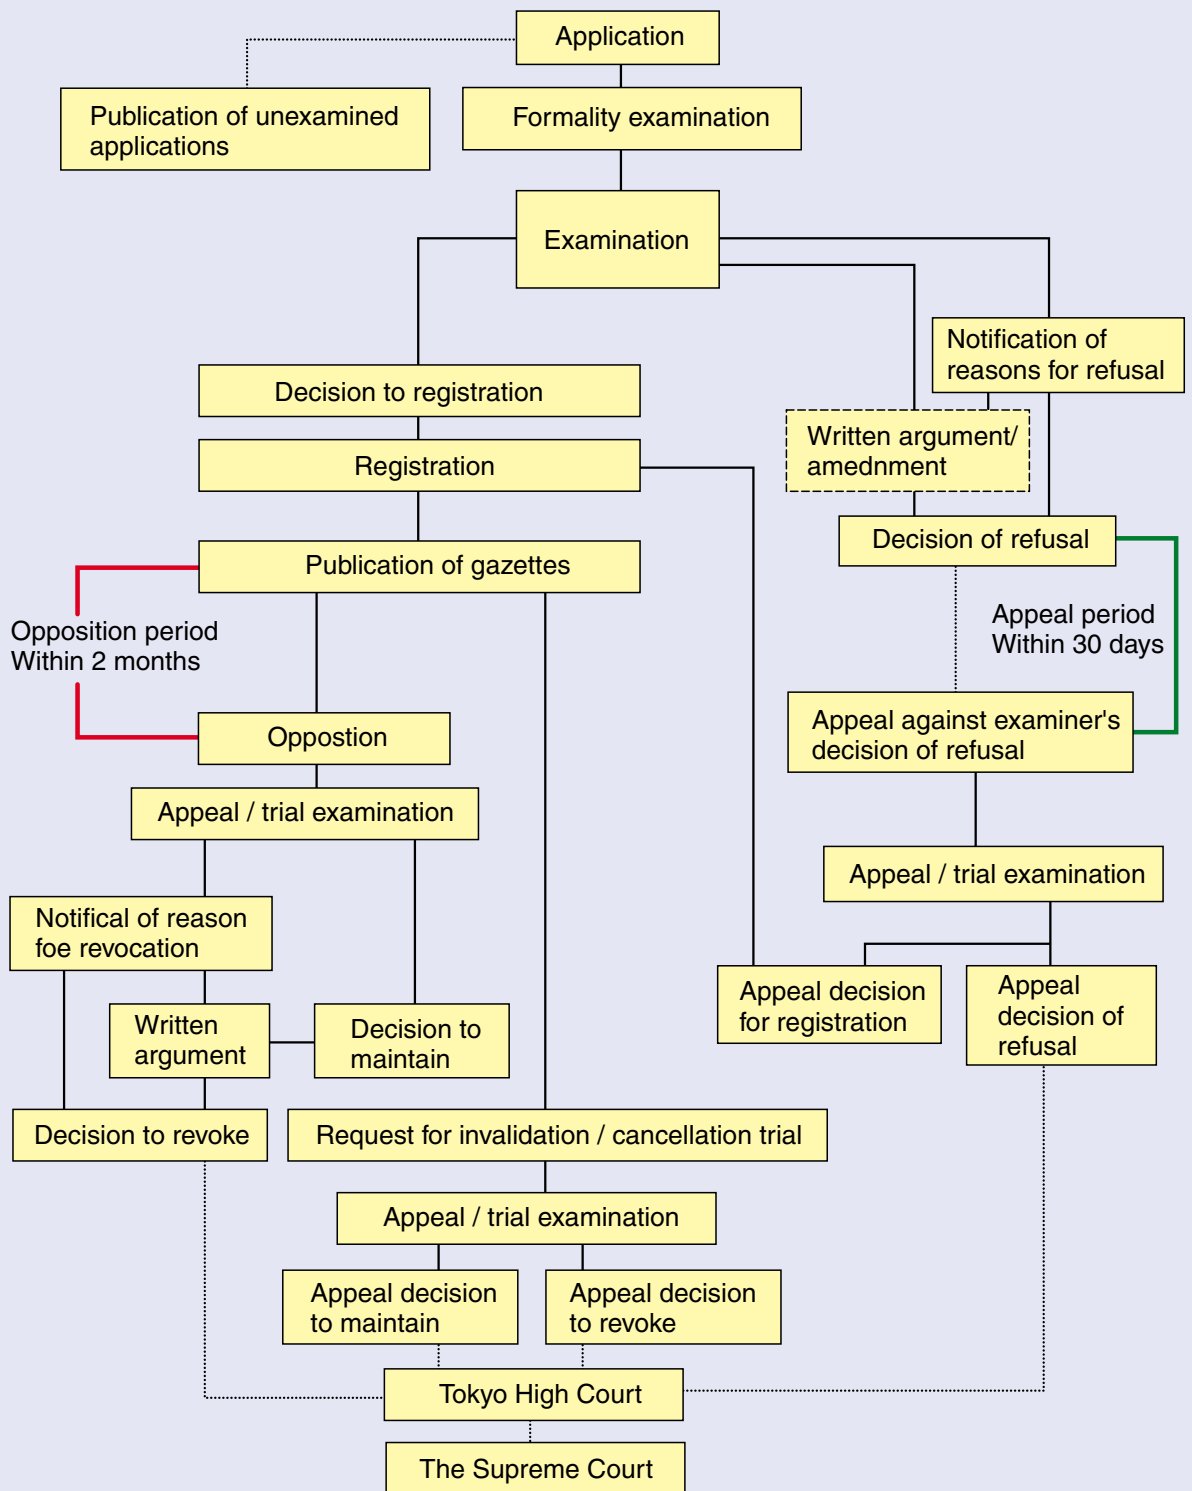 Application
Publication of unexamined
applications
Formality examination
Examination
Notification of
reasons for refusal
Decision to registration
Written argument/
amednment
Registration
Decision of refusal
Publication of gazettes
Opposition period
Within 2 months
Appeal period
Within 30 days
Oppostion
Appeal against examiner's
decision of refusal
Appeal / trial examination
Appeal / trial examination
Notifical of reason
foe revocation
Appeal decision
for registration
Appeal
decision of
refusal
Written
argument
Decision to
maintain
Decision to revoke
Request for invalidation / cancellation trial
Appeal / trial examination
Appeal decision
to maintain
Appeal decision
to revoke
Tokyo High Court
The Supreme Court